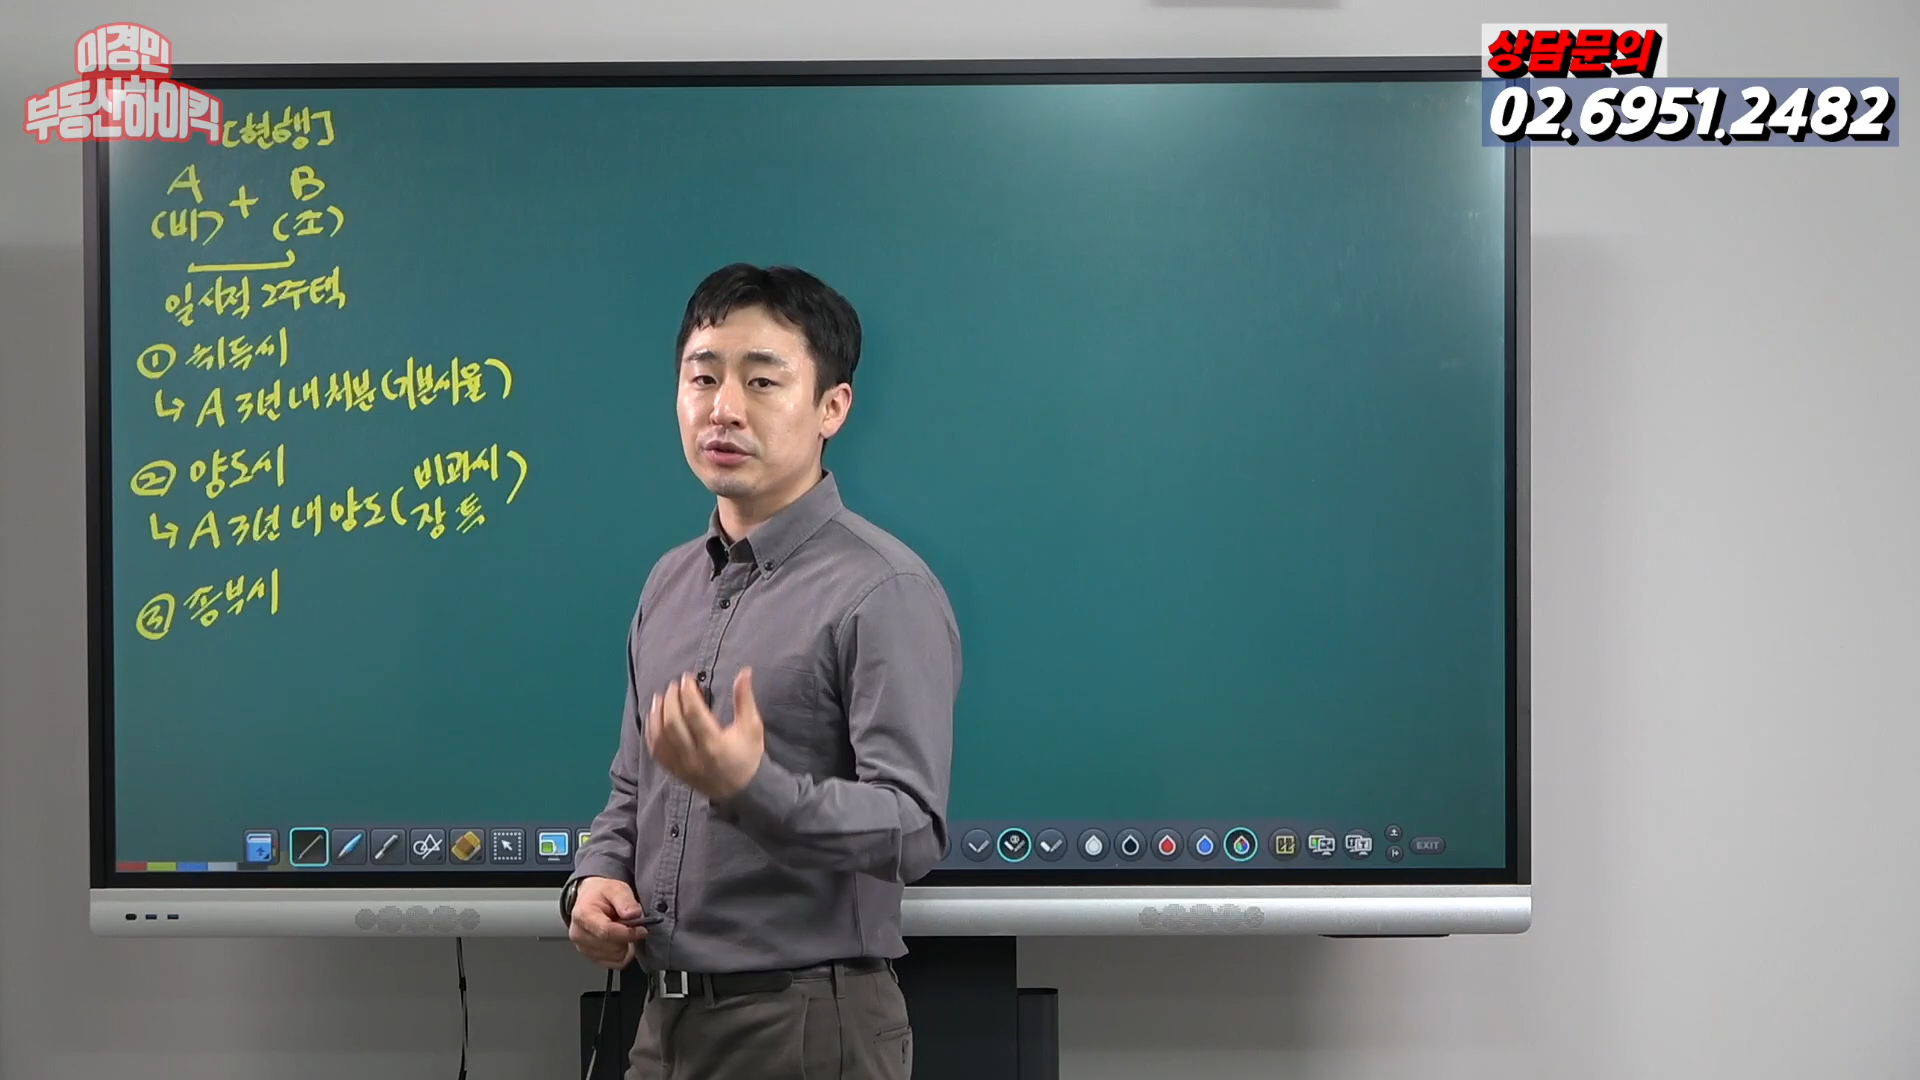 이경민
부동산하이킥
상담문의
02.6951.2482
[현행]
A + B
(비) (조)
일시적 2주택
① 취득세
↳ A 3년 내 처분 (기본세율)
② 양도세
↳ A 3년 내 양도 (비과세
장특)
③ 종부세
EXIT